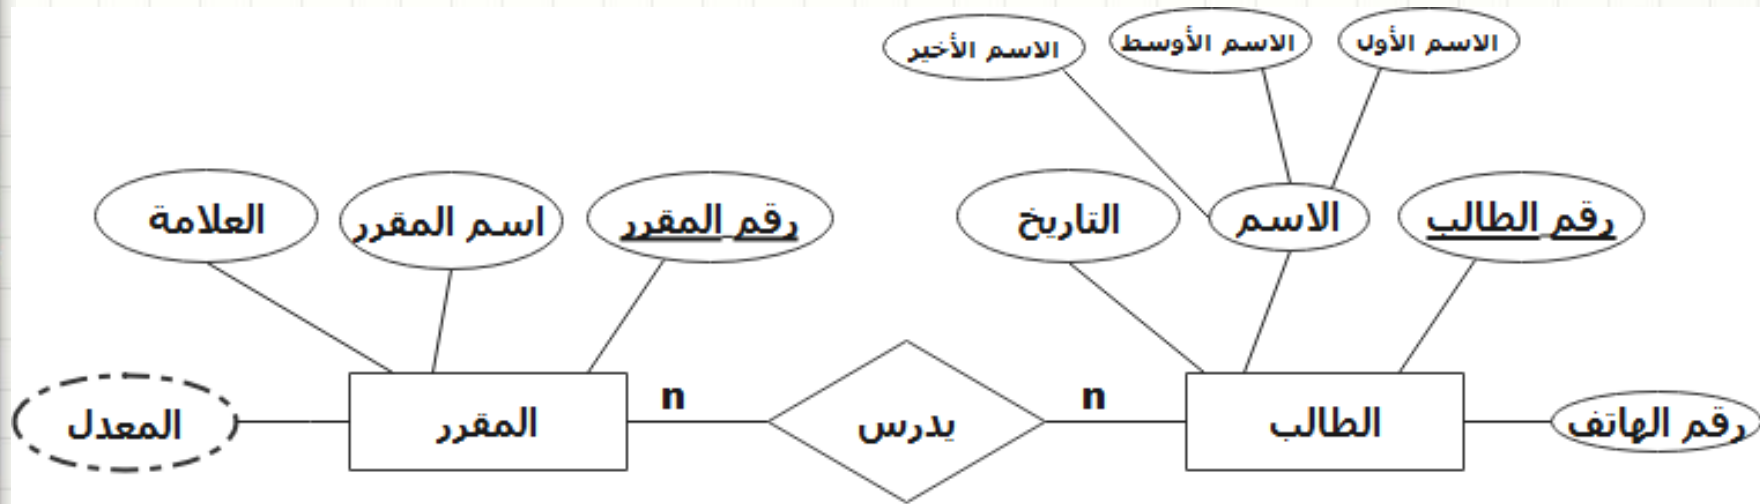 الاسم الأول
الاسم الأوسط
الاسم الأخير
رقم الطالب
الاسم
التاريخ
رقم المقرر
اسم المقرر
العلامة
رقم الهاتف
الطالب
n
يدرس
n
المقرر
المعدل